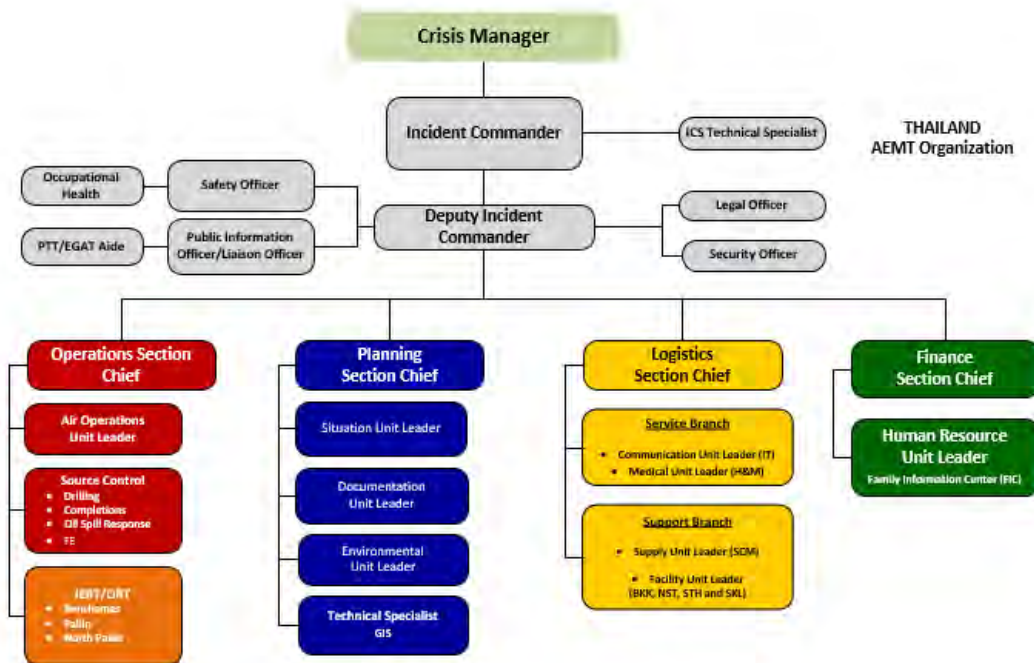 Crisis Manager
Incident Commander
ICS Technical Specialist
THAILAND
AEMT Organization
Occupational
Health
Safety Officer
Deputy Incident
Commander
Legal Officer
PTT/EGAT Aide
Public Information
Officer/Liaison Officer
Security Officer
Operations Section
Chief
Air Operations
Unit Leader
Source Control
• Drilling
• Completions
• Oil Spill Response
• FE
• Pailin
Planning
Section Chief
Situation Unit Leader
Documentation
Unit Leader
Environmental
Unit Leader
Technical Specialist
GIS
Logistics
Section Chief
Service Branch
• Communication Unit Leader (IT)
• Medical Unit Leader (H&M)
Support Branch
• Supply Unit Leader (SCM)
• Facility Unit Leader
(BKK, NST, STH and SKL)
Finance
Section Chief
Human Resource
Unit Leader
Family Information Center (FIC)